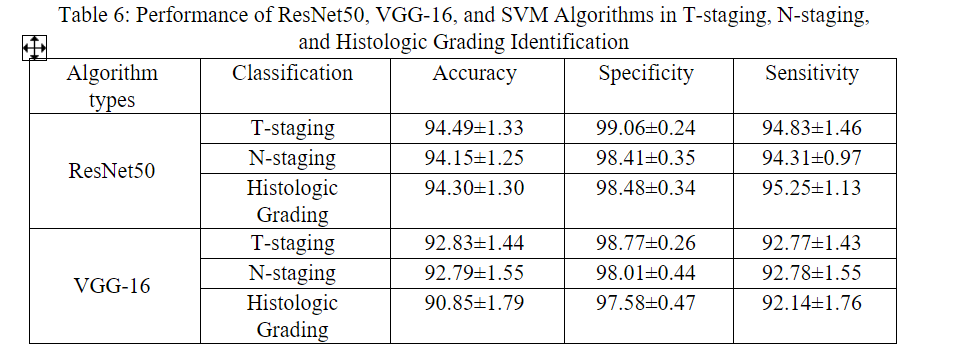 Table 6: Performance of ResNet50, VGG-16, and SVM Algorithms in T-staging, N-staging,
and Histologic Grading Identification
Algorithm types Classification Accuracy Specificity Sensitivity
ResNet50
T-staging 94.49±1.33 99.06±0.24 94.83±1.46
N-staging 94.15±1.25 98.41±0.35 94.31±0.97
Histologic Grading 94.30±1.30 98.48±0.34 95.25±1.13
VGG-16
T-staging 92.83±1.44 98.77±0.26 92.77±1.43
N-staging 92.79±1.55 98.01±0.44 92.78±1.55
Histologic Grading 90.85±1.79 97.58±0.47 92.14±1.76